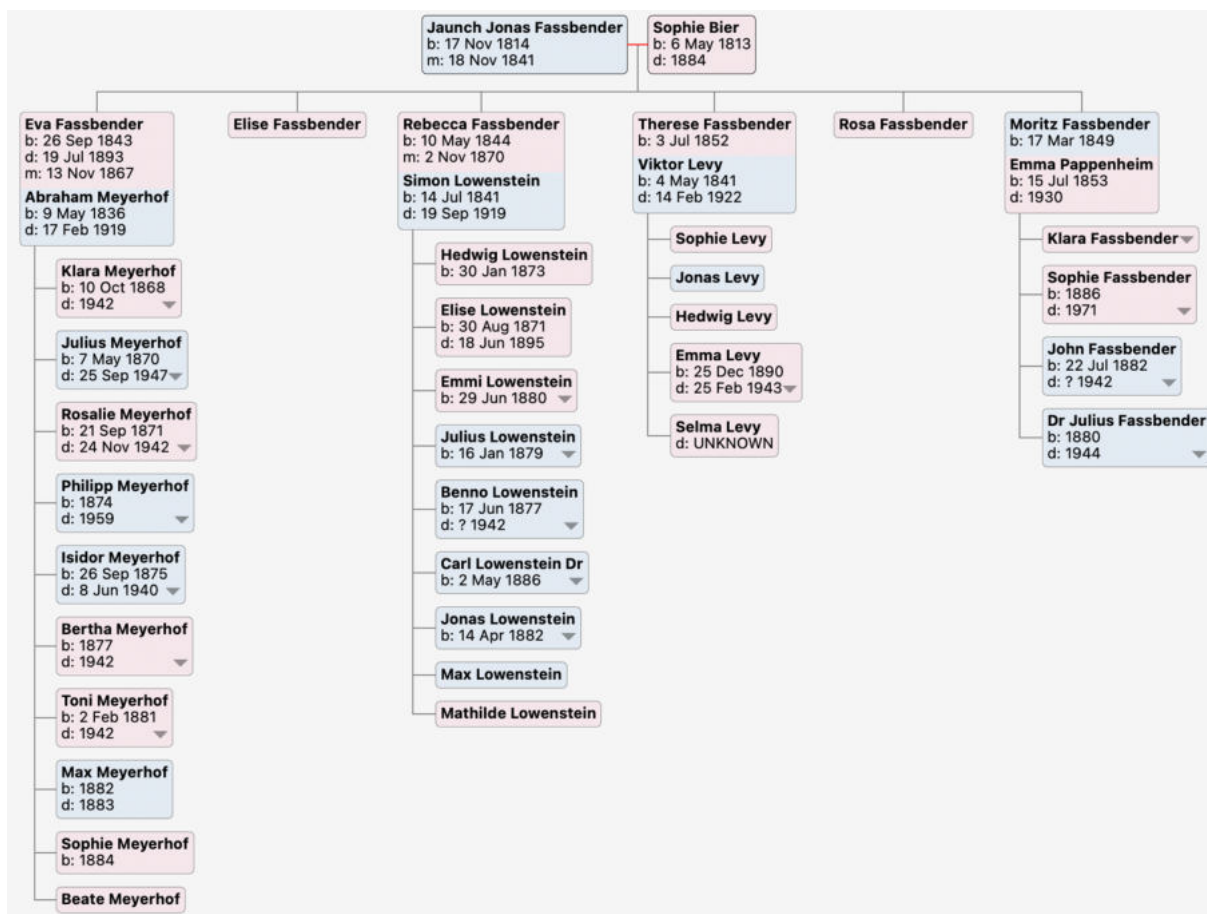 Jaunch Jonas Fassbender
b: 17 Nov 1814
m: 18 Nov 1841
Sophie Bier
b: 6 May 1813
d: 1884
Eva Fassbender
b: 26 Sep 1843
d: 19 Jul 1893
m: 13 Nov 1867
Abraham Meyerhof
b: 9 May 1836
d: 17 Feb 1919
Klara Meyerhof
b: 10 Oct 1868
d: 1942
Julius Meyerhof
b: 7 May 1870
d: 25 Sep 1947
Rosalie Meyerhof
b: 21 Sep 1871
d: 24 Nov 1942
Philipp Meyerhof
b: 1874
d: 1959
Isidor Meyerhof
b: 26 Sep 1875
d: 8 Jun 1940
Bertha Meyerhof
b: 1877
d: 1942
Toni Meyerhof
b: 2 Feb 1881
d: 1942
Max Meyerhof
b: 1882
d: 1883
Sophie Meyerhof
b: 1884
Beate Meyerhof
Elise Fassbender
Rebecca Fassbender
b: 10 May 1844
m: 2 Nov 1870
Simon Lowenstein
b: 14 Jul 1841
d: 19 Sep 1919
Hedwig Lowenstein
b: 30 Jan 1873
Elise Lowenstein
b: 30 Aug 1871
d: 18 Jun 1895
Emmi Lowenstein
b: 29 Jun 1880
Julius Lowenstein
b: 16 Jan 1879
Benno Lowenstein
b: 17 Jun 1877
d: ? 1942
Carl Lowenstein Dr
b: 2 May 1886
Jonas Lowenstein
b: 14 Apr 1882
Max Lowenstein
Mathilde Lowenstein
Therese Fassbender
b: 3 Jul 1852
Viktor Levy
b: 4 May 1841
d: 14 Feb 1922
Sophie Levy
Jonas Levy
Hedwig Levy
Emma Levy
b: 25 Dec 1890
d: 25 Feb 1943
Selma Levy
d: UNKNOWN
Rosa Fassbender
Moritz Fassbender
b: 17 Mar 1849
Emma Pappenheim
b: 15 Jul 1853
d: 1930
Klara Fassbender
Sophie Fassbender
b: 1886
d: 1971
John Fassbender
b: 22 Jul 1882
d: ? 1942
Dr Julius Fassbender
b: 1880
d: 1944